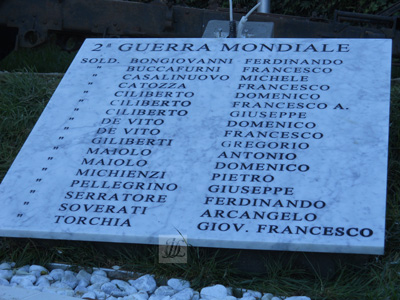 2ª GUERRA MONDIALE
SOLD. BONGIOVANNI FERDINANDO
" BUCCAFURNI FRANCESCO
" CASALINUOVO MICHELE
" CATOZZA FRANCESCO
" CILIBERTO DOMENICO
" CILIBERTO FRANCESCO A.
" CILIBERTO GIUSEPPE
" DE VITO DOMENICO
" DE VITO FRANCESCO
" GILIBERTI GREGORIO
" MAIOLO ANTONIO
" MAIOLO DOMENICO
" MICHIENZI PIETRO
" PELLEGRINO GIUSEPPE
" SERRATORE FERDINANDO
" SOVERATI ARCANGELO
" TORCHIA GIOV. FRANCESCO